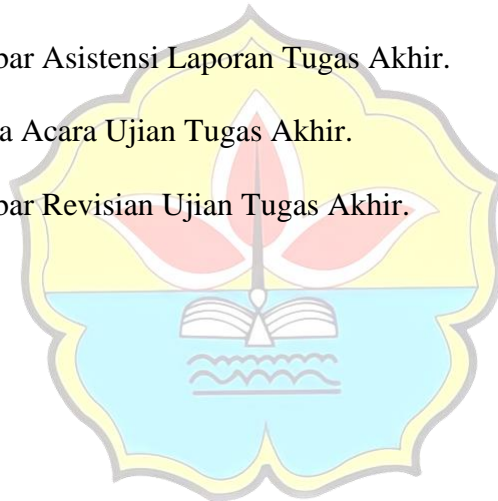 bar Asistensi Laporan Tugas Akhir.
a Acara Ujian Tugas Akhir.
bar Revisian Ujian Tugas Akhir.